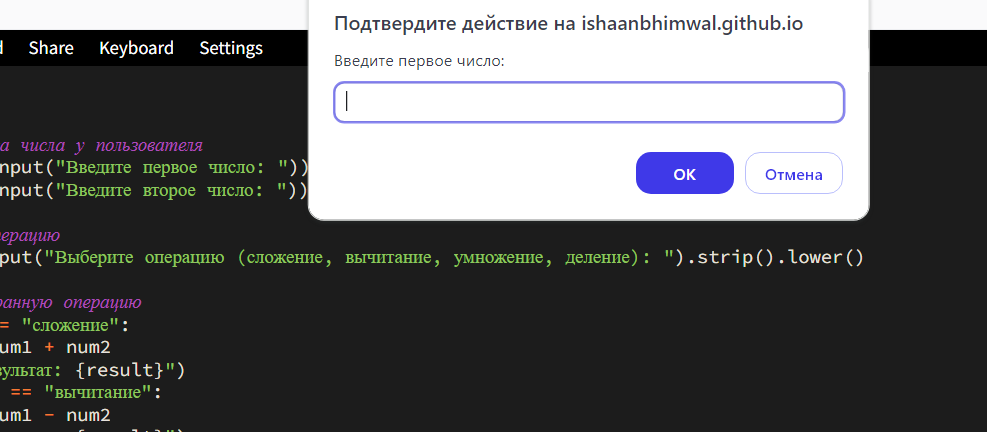 Подтвердите действие на ishaanbhimwal.github.io
Введите первое число:
ОК
Отмена
Share Keyboard Settings
а числа у пользователя
nput("Введите первое число: "))
nput("Введите второе число: "))
ерацию
put("Выберите операцию (сложение, вычитание, умножение, деление): ").strip().lower()
ранную операцию
= "сложение":
um1 + num2
зультат: {result}")
== "вычитание":
um1 - num2